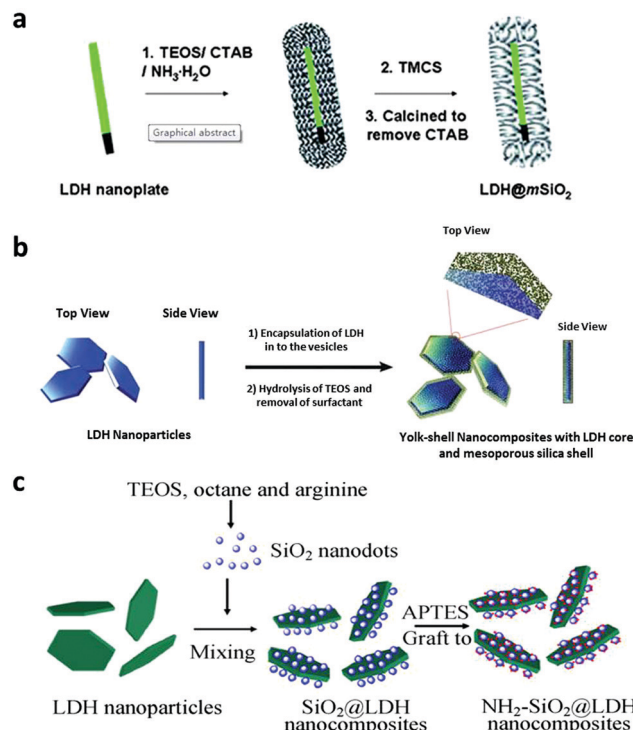 a
1. TEOS/ CTAB
/ NH₃·H₂O
Graphical abstract
2. TMCS
3. Calcined to
remove CTAB
LDH nanoplate
LDH@mSiO₂
b
Top View
Top View
Side View
1) Encapsulation of LDH
in to the vesicles
Side View
2) Hydrolysis of TEOS and
removal of surfactant
LDH Nanoparticles
Yolk-shell Nanocomposites with LDH core
and mesoporous silica shell
c
TEOS, octane and arginine
SiO₂ nanodots
Mixing
APTES
Graft to
LDH nanoparticles
SiO₂@LDH
nanocomposites
NH₂-SiO₂@LDH
nanocomposites